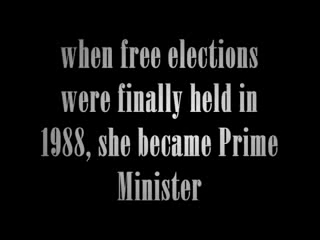 when free elections
were finally held in
1988, she became Prime
Minister